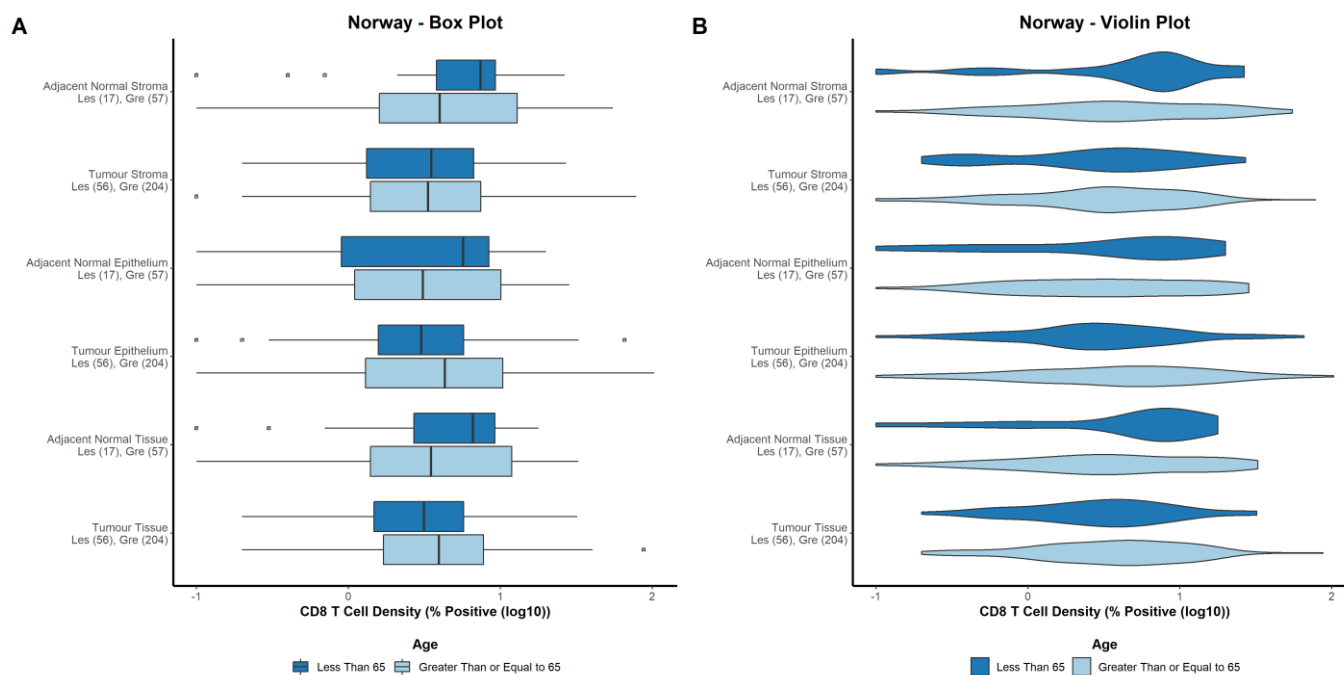 A
Norway - Box Plot
Adjacent Normal Stroma
Les (17), Gre (57)
Tumour Stroma
Les (56), Gre (204)
Adjacent Normal Epithelium
Les (17), Gre (57)
Tumour Epithelium
Les (56), Gre (204)
Adjacent Normal Tissue
Les (17), Gre (57)
Tumour Tissue
Les (56), Gre (204)
-1 0 1 2
CD8 T Cell Density (% Positive (log10))
Age
Less Than 65 Greater Than or Equal to 65
B
Norway - Violin Plot
Adjacent Normal Stroma
Les (17), Gre (57)
Tumour Stroma
Les (56), Gre (204)
Adjacent Normal Epithelium
Les (17), Gre (57)
Tumour Epithelium
Les (56), Gre (204)
Adjacent Normal Tissue
Les (17), Gre (57)
Tumour Tissue
Les (56), Gre (204)
-1 0 1 2
CD8 T Cell Density (% Positive (log10))
Age
Less Than 65 Greater Than or Equal to 65